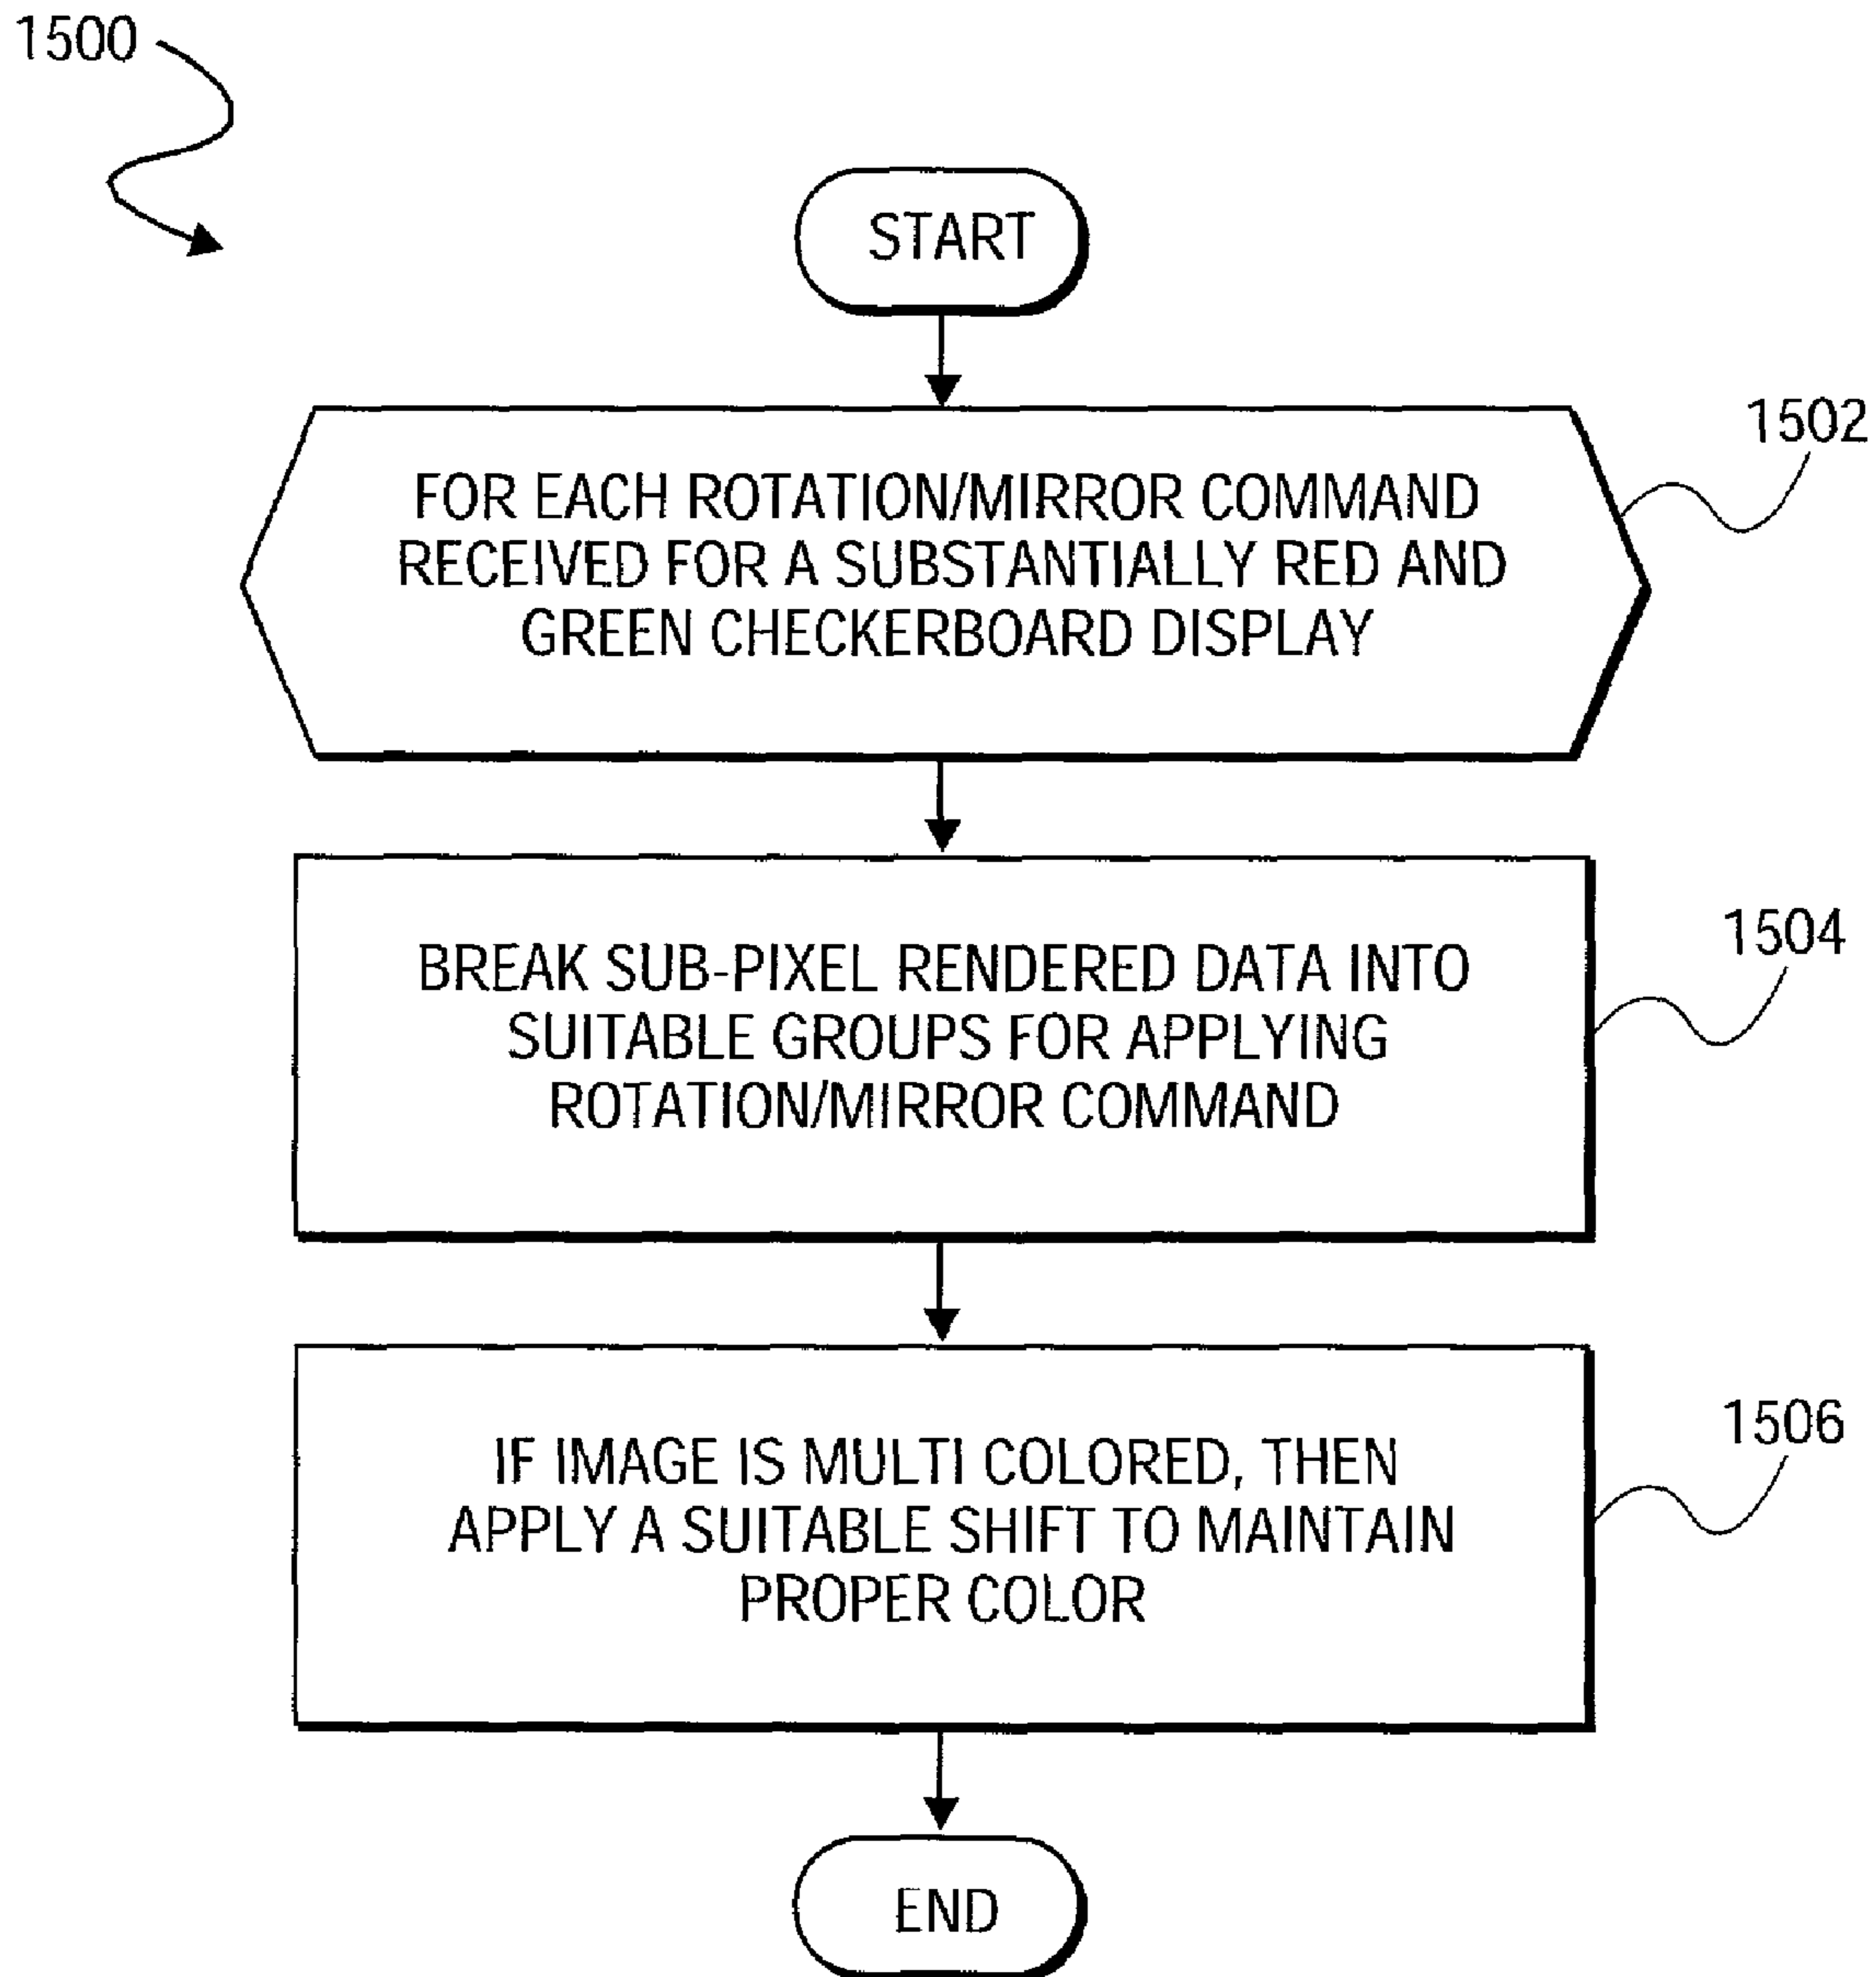 1500
START
1502
FOR EACH ROTATION/MIRROR COMMAND
RECEIVED FOR A SUBSTANTIALLY RED AND
GREEN CHECKERBOARD DISPLAY
1504
BREAK SUB-PIXEL RENDERED DATA INTO
SUITABLE GROUPS FOR APPLYING
ROTATION/MIRROR COMMAND
1506
IF IMAGE IS MULTI COLORED, THEN
APPLY A SUITABLE SHIFT TO MAINTAIN
PROPER COLOR
END